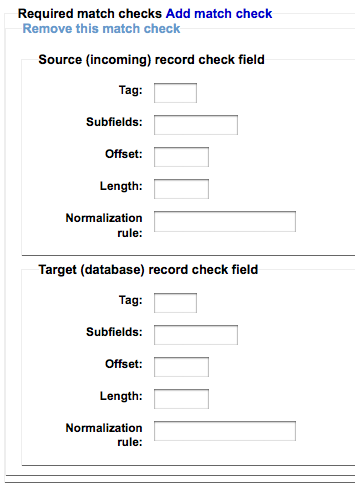 Required match checks Add match check
Remove this match check
Source (incoming) record check field
Tag:
Subfields:
Offset:
Length:
Normalization
rule:
Target (database) record check field
Tag:
Subfields:
Offset:
Length:
Normalization
rule: